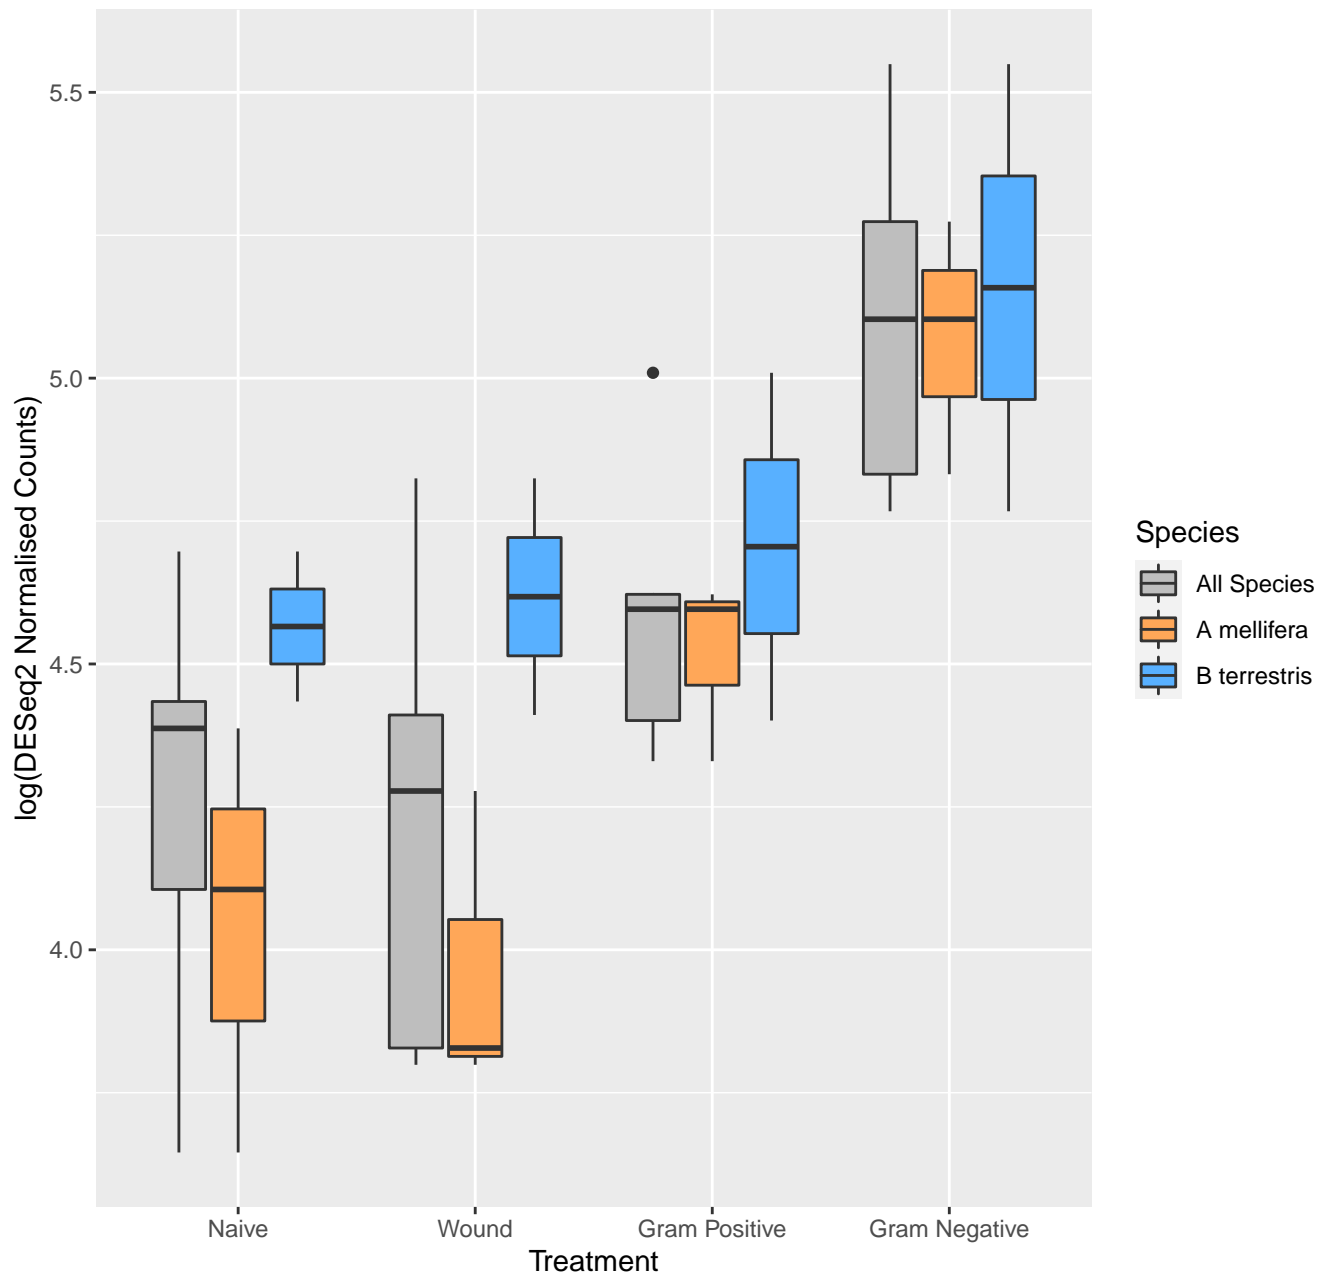 log(DESeq2 Normalised Counts)
5.5
5.0
4.5
4.0
Naive
Wound
Gram Positive
Gram Negative
Treatment
Species
All Species
A mellifera
B terrestris